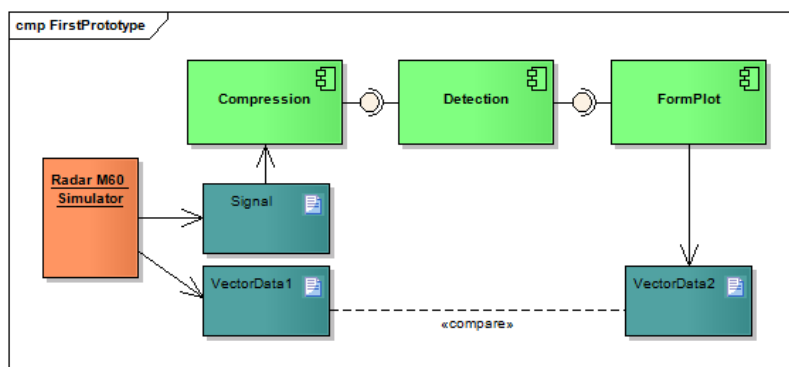 cmp FirstPrototype
Compression
Detection
FormPlot
Radar M60
Simulator
Signal
VectorData1
VectorData2
«compare»